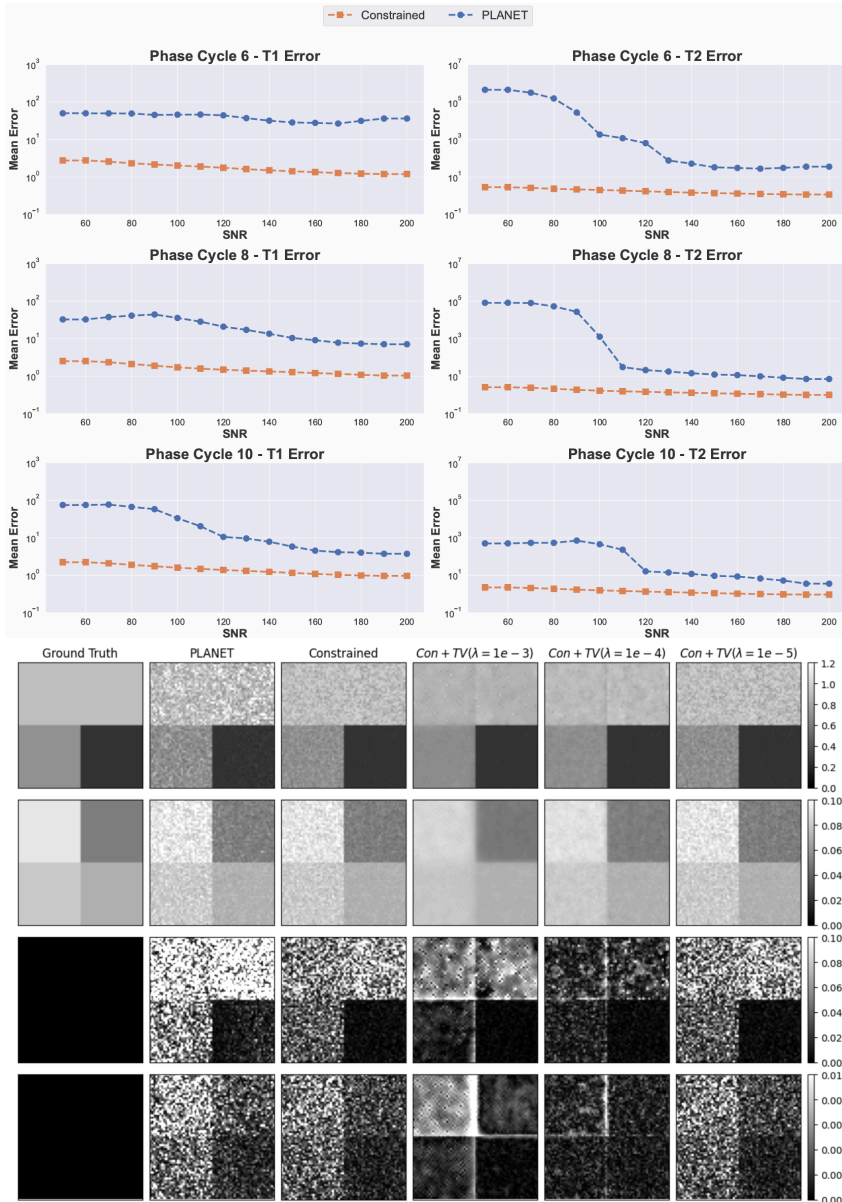 Constrained PLANET
Phase Cycle 6 - T1 Error
Phase Cycle 6 - T2 Error
Mean Error
10³
10²
10¹
10⁰
10⁻¹
60 80 100 120 140 160 180 200
SNR
Mean Error
10⁷
10⁵
10³
10¹
10⁻¹
60 80 100 120 140 160 180 200
SNR
Phase Cycle 8 - T1 Error
Phase Cycle 8 - T2 Error
Mean Error
10³
10²
10¹
10⁰
10⁻¹
60 80 100 120 140 160 180 200
SNR
Mean Error
10⁷
10⁵
10³
10¹
10⁻¹
60 80 100 120 140 160 180 200
SNR
Phase Cycle 10 - T1 Error
Phase Cycle 10 - T2 Error
Mean Error
10³
10²
10¹
10⁰
10⁻¹
60 80 100 120 140 160 180 200
SNR
Mean Error
10⁷
10⁵
10³
10¹
10⁻¹
60 80 100 120 140 160 180 200
SNR
Ground Truth PLANET Constrained Con + TV(λ = 1e − 3) Con + TV(λ = 1e − 4) Con + TV(λ = 1e − 5)
1.2
1.0
0.8
0.6
0.4
0.2
0.0
0.10
0.08
0.06
0.04
0.02
0.00
0.10
0.08
0.06
0.04
0.02
0.00
0.01
0.00
0.00
0.00
0.00
0.00